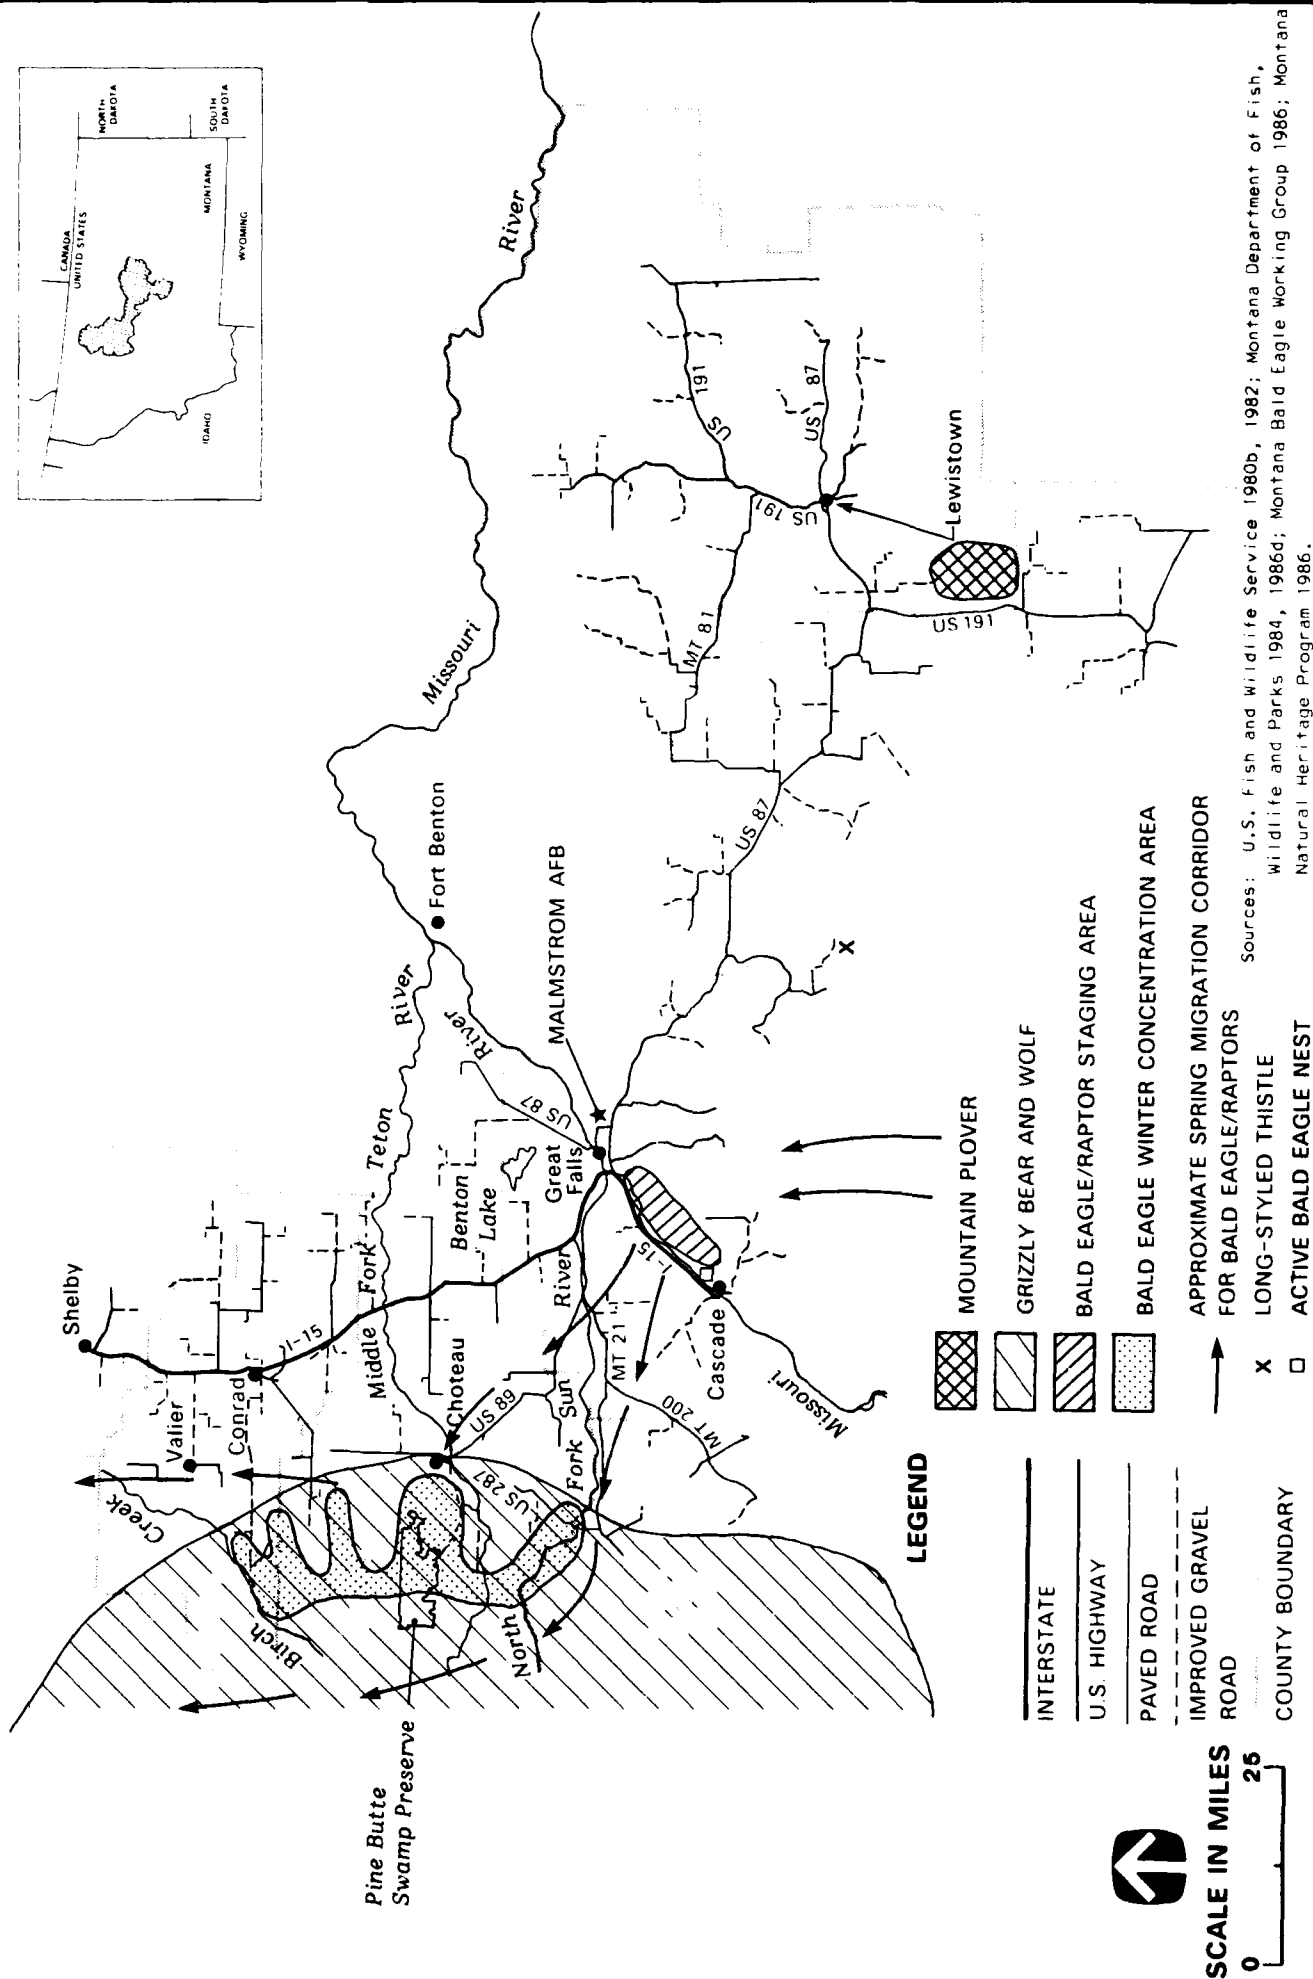 CANADA
UNITED STATES
NORTH
DAKOTA
SOUTH
DAKOTA
MONTANA
WYOMING
IDAHO
Shelby
Valier
Conrad
I-15
Creek
Birch
Middle Fork Teton River
Choteau
US 89
US 287
Pine Butte
Swamp Preserve
North Fork Sun River
Benton
Lake
Great
Falls
US 87
Missouri River
Fort Benton
MALMSTROM AFB
River
15
MT 21
MT 200
Cascade
Missouri
US 87
MT 81
US 191
US 191
US 87
US 191
Lewistown
X
LEGEND
INTERSTATE
U.S. HIGHWAY
PAVED ROAD
IMPROVED GRAVEL
ROAD
COUNTY BOUNDARY
MOUNTAIN PLOVER
GRIZZLY BEAR AND WOLF
BALD EAGLE/RAPTOR STAGING AREA
BALD EAGLE WINTER CONCENTRATION AREA
APPROXIMATE SPRING MIGRATION CORRIDOR
FOR BALD EAGLE/RAPTORS
X LONG-STYLED THISTLE
ACTIVE BALD EAGLE NEST
SCALE IN MILES
0 25
Sources: U.S. Fish and Wildlife Service 1980b, 1982; Montana Department of Fish,
Wildlife and Parks 1984, 1986d; Montana Bald Eagle Working Group 1986; Montana
Natural Heritage Program 1986.